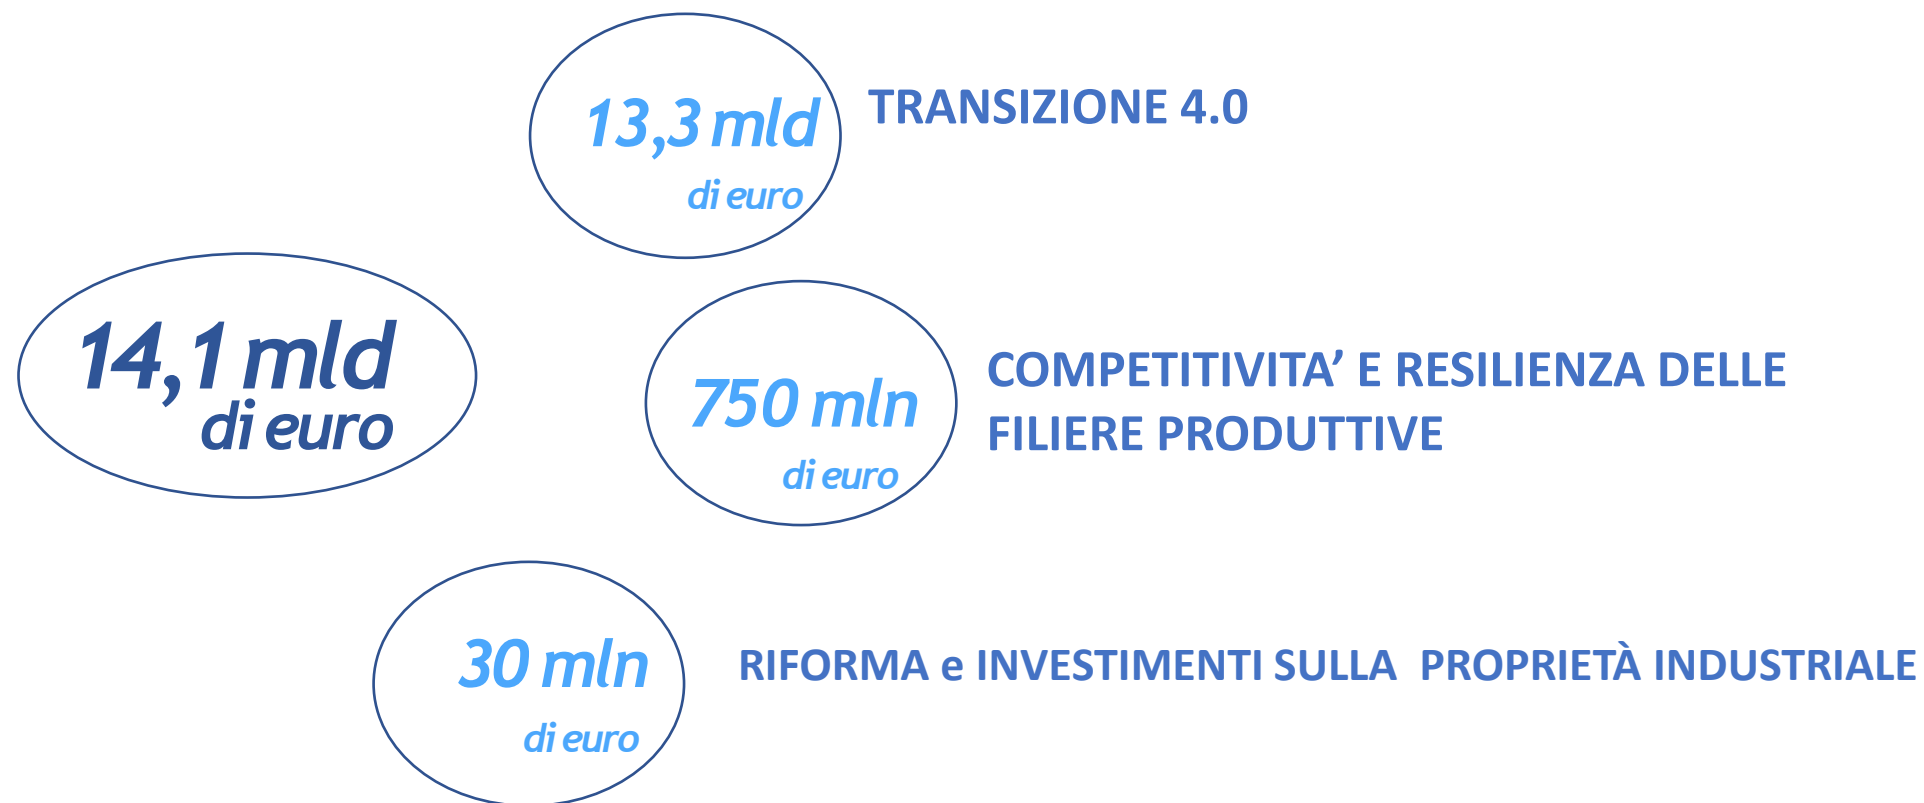 13,3 mld
di euro
TRANSIZIONE 4.0
14,1 mld
di euro
750 mln
di euro
COMPETITIVITA’ E RESILIENZA DELLE
FILIERE PRODUTTIVE
30 mln
di euro
RIFORMA e INVESTIMENTI SULLA PROPRIETÀ INDUSTRIALE